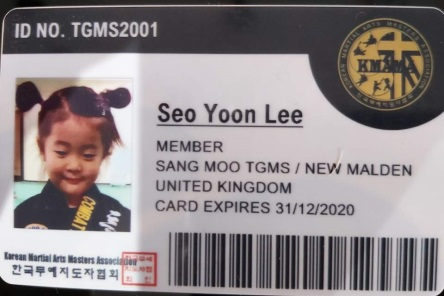 ID NO. TGMS2001
KMAMA
Seo Yoon Lee
MEMBER
SANG MOO TGMS / NEW MALDEN
UNITED KINGDOM
CARD EXPIRES 31/12/2020
COMBAT
Korean Martial Arts Masters Association
한국무예지도자협회